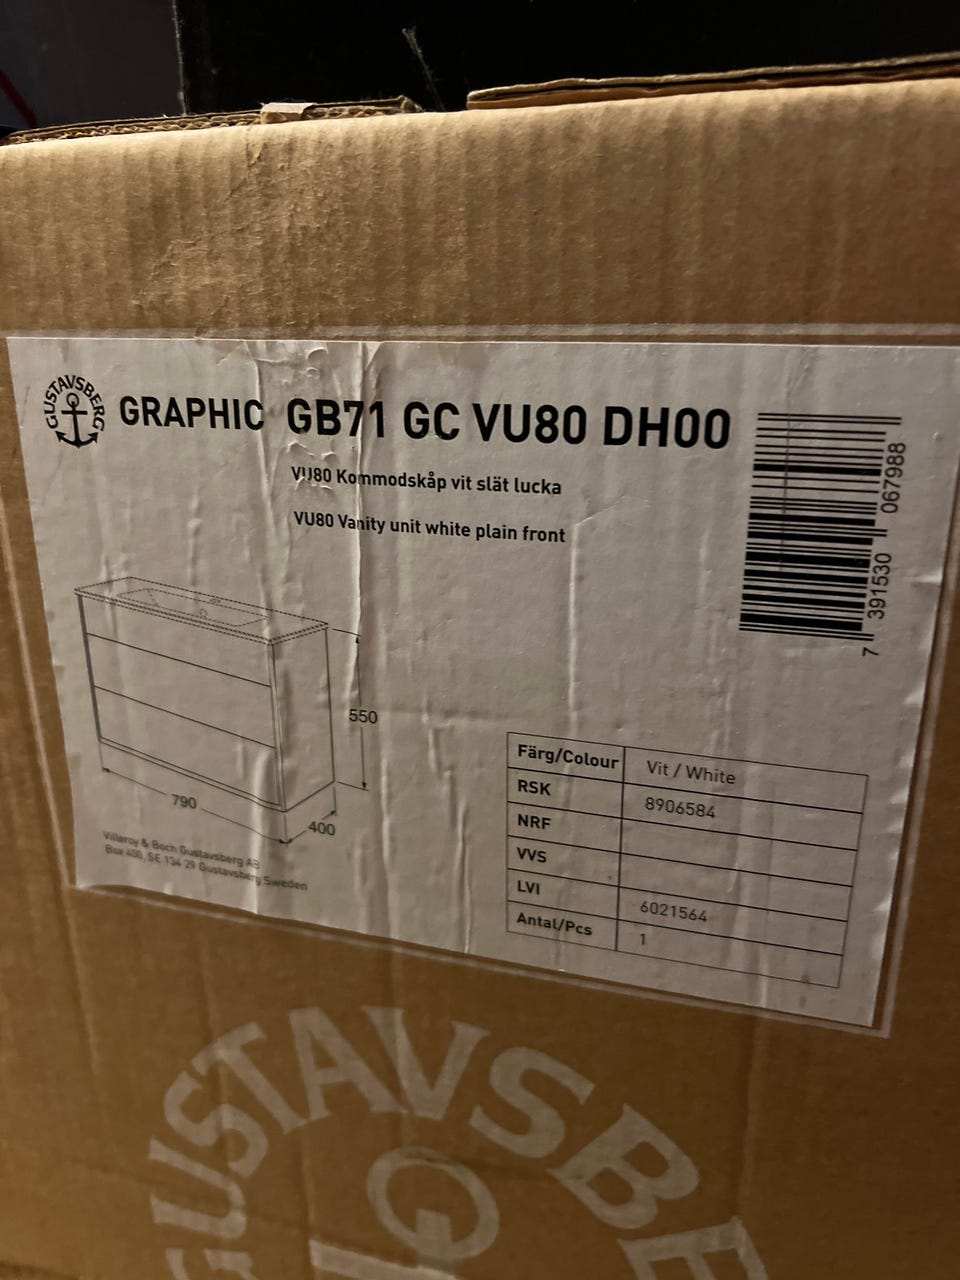 GUSTAVSBERG
GRAPHIC GB71 GC VU80 DH00
VU80 Kommodskåp vit slät lucka
VU80 Vanity unit white plain front
7 391530 067988
550
790
400
Villeroy & Boch Gustavsberg AB
Box 400, SE 134 29 Gustavsberg Sweden
Färg/Colour Vit / White
RSK 8906584
NRF
VVS
LVI 6021564
Antal/Pcs 1
GUSTAVSBE